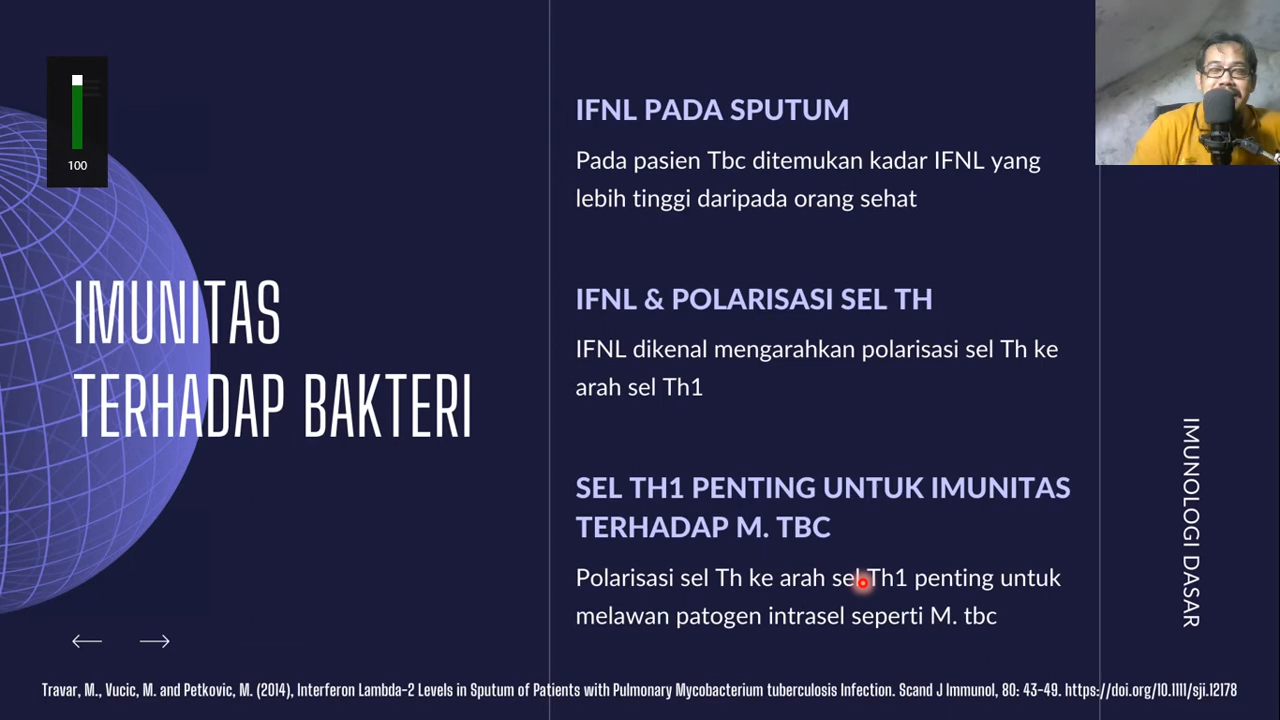 100
IMUNITAS
TERHADAP BAKTERI
IFNL PADA SPUTUM
Pada pasien Tbc ditemukan kadar IFNL yang
lebih tinggi daripada orang sehat
IFNL & POLARISASI SEL TH
IFNL dikenal mengarahkan polarisasi sel Th ke
arah sel Th1
SEL TH1 PENTING UNTUK IMUNITAS
TERHADAP M. TBC
Polarisasi sel Th ke arah sel Th1 penting untuk
melawan patogen intrasel seperti M. tbc
IMUNOLOGI DASAR
Travar, M., Vucic, M. and Petkovic, M. (2014), Interferon Lambda-2 Levels in Sputum of Patients with Pulmonary Mycobacterium tuberculosis Infection. Scand J Immunol, 80: 43-49. https://doi.org/10.1111/sji.12178